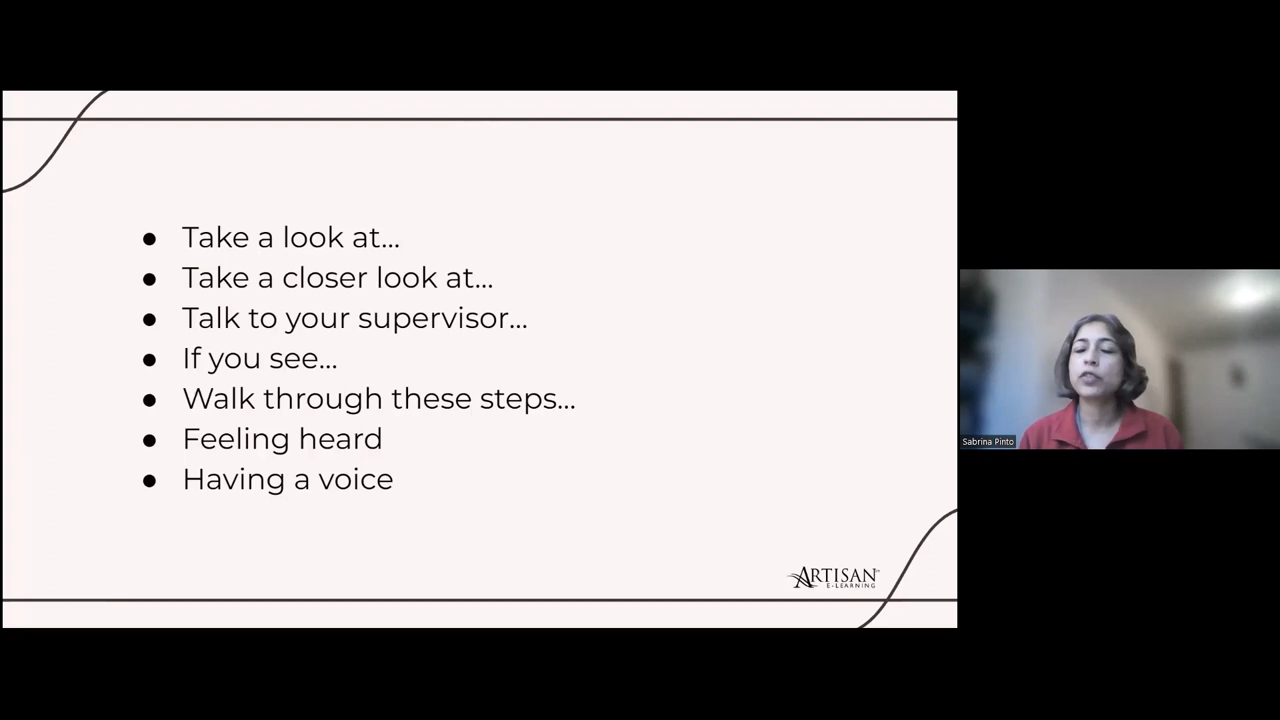 Take a look at...
Take a closer look at...
Talk to your supervisor...
If you see...
Walk through these steps...
Feeling heard
Having a voice
ARTISAN
E-LEARNING
Sabrina Pinto